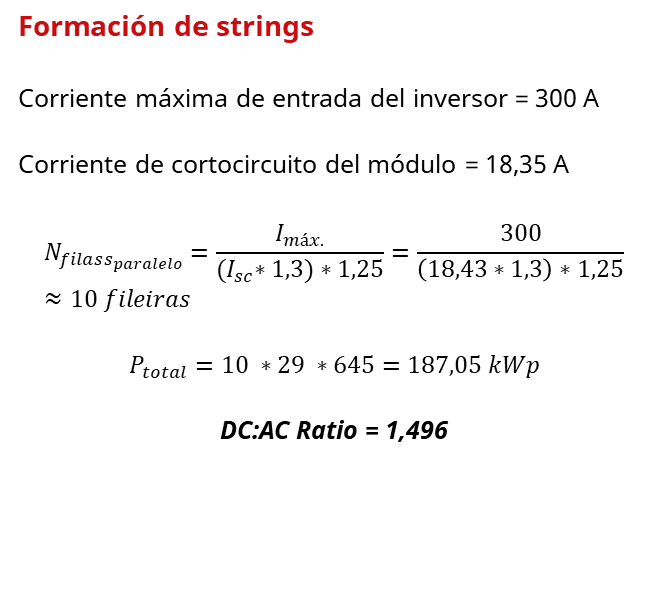 Formación de strings
Corriente máxima de entrada del inversor = 300 A
Corriente de cortocircuito del módulo = 18,35 A
N_{filass_{paralelo}} = \frac{I_{máx.}}{(I_{sc} * 1,3) * 1,25} = \frac{300}{(18,43 * 1,3) * 1,25}
≈ 10 fileiras
P_{total} = 10 * 29 * 645 = 187,05 kWp
DC:AC Ratio = 1,496